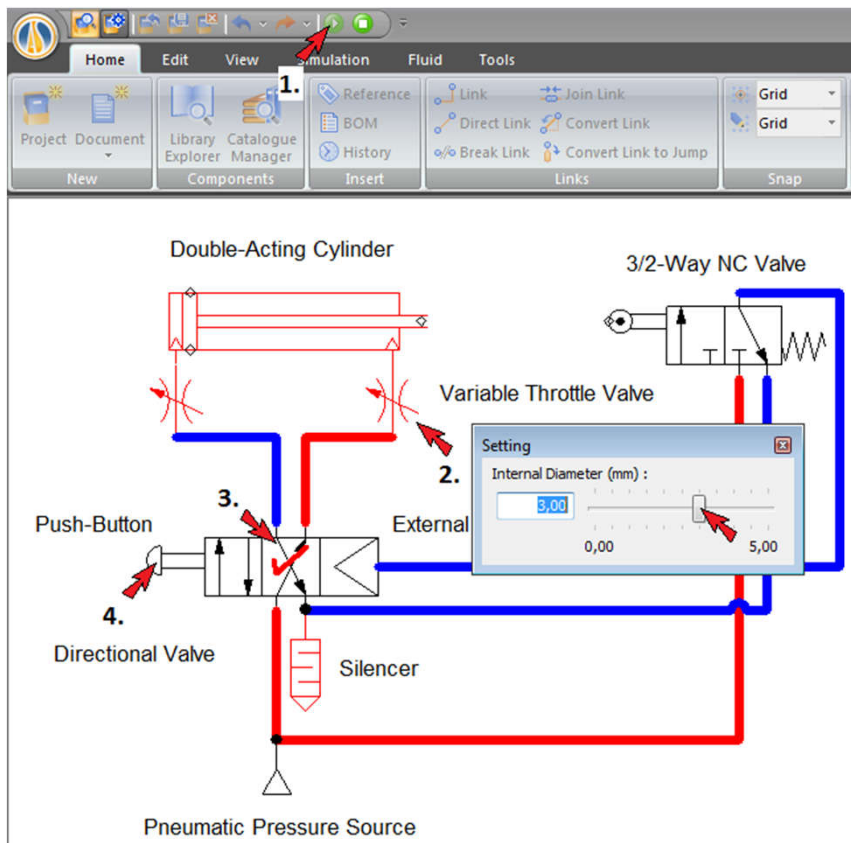 Home Edit View Simulation Fluid Tools
1.
Reference Link Join Link Grid
Project Document Library Explorer Catalogue Manager BOM Direct Link Convert Link Grid
History Break Link Convert Link to Jump
New Components Insert Links Snap
Double-Acting Cylinder
3/2-Way NC Valve
Variable Throttle Valve
2.
Setting
Internal Diameter (mm) :
3,00
0,00 5,00
3.
Push-Button
External
4.
Directional Valve
Silencer
Pneumatic Pressure Source